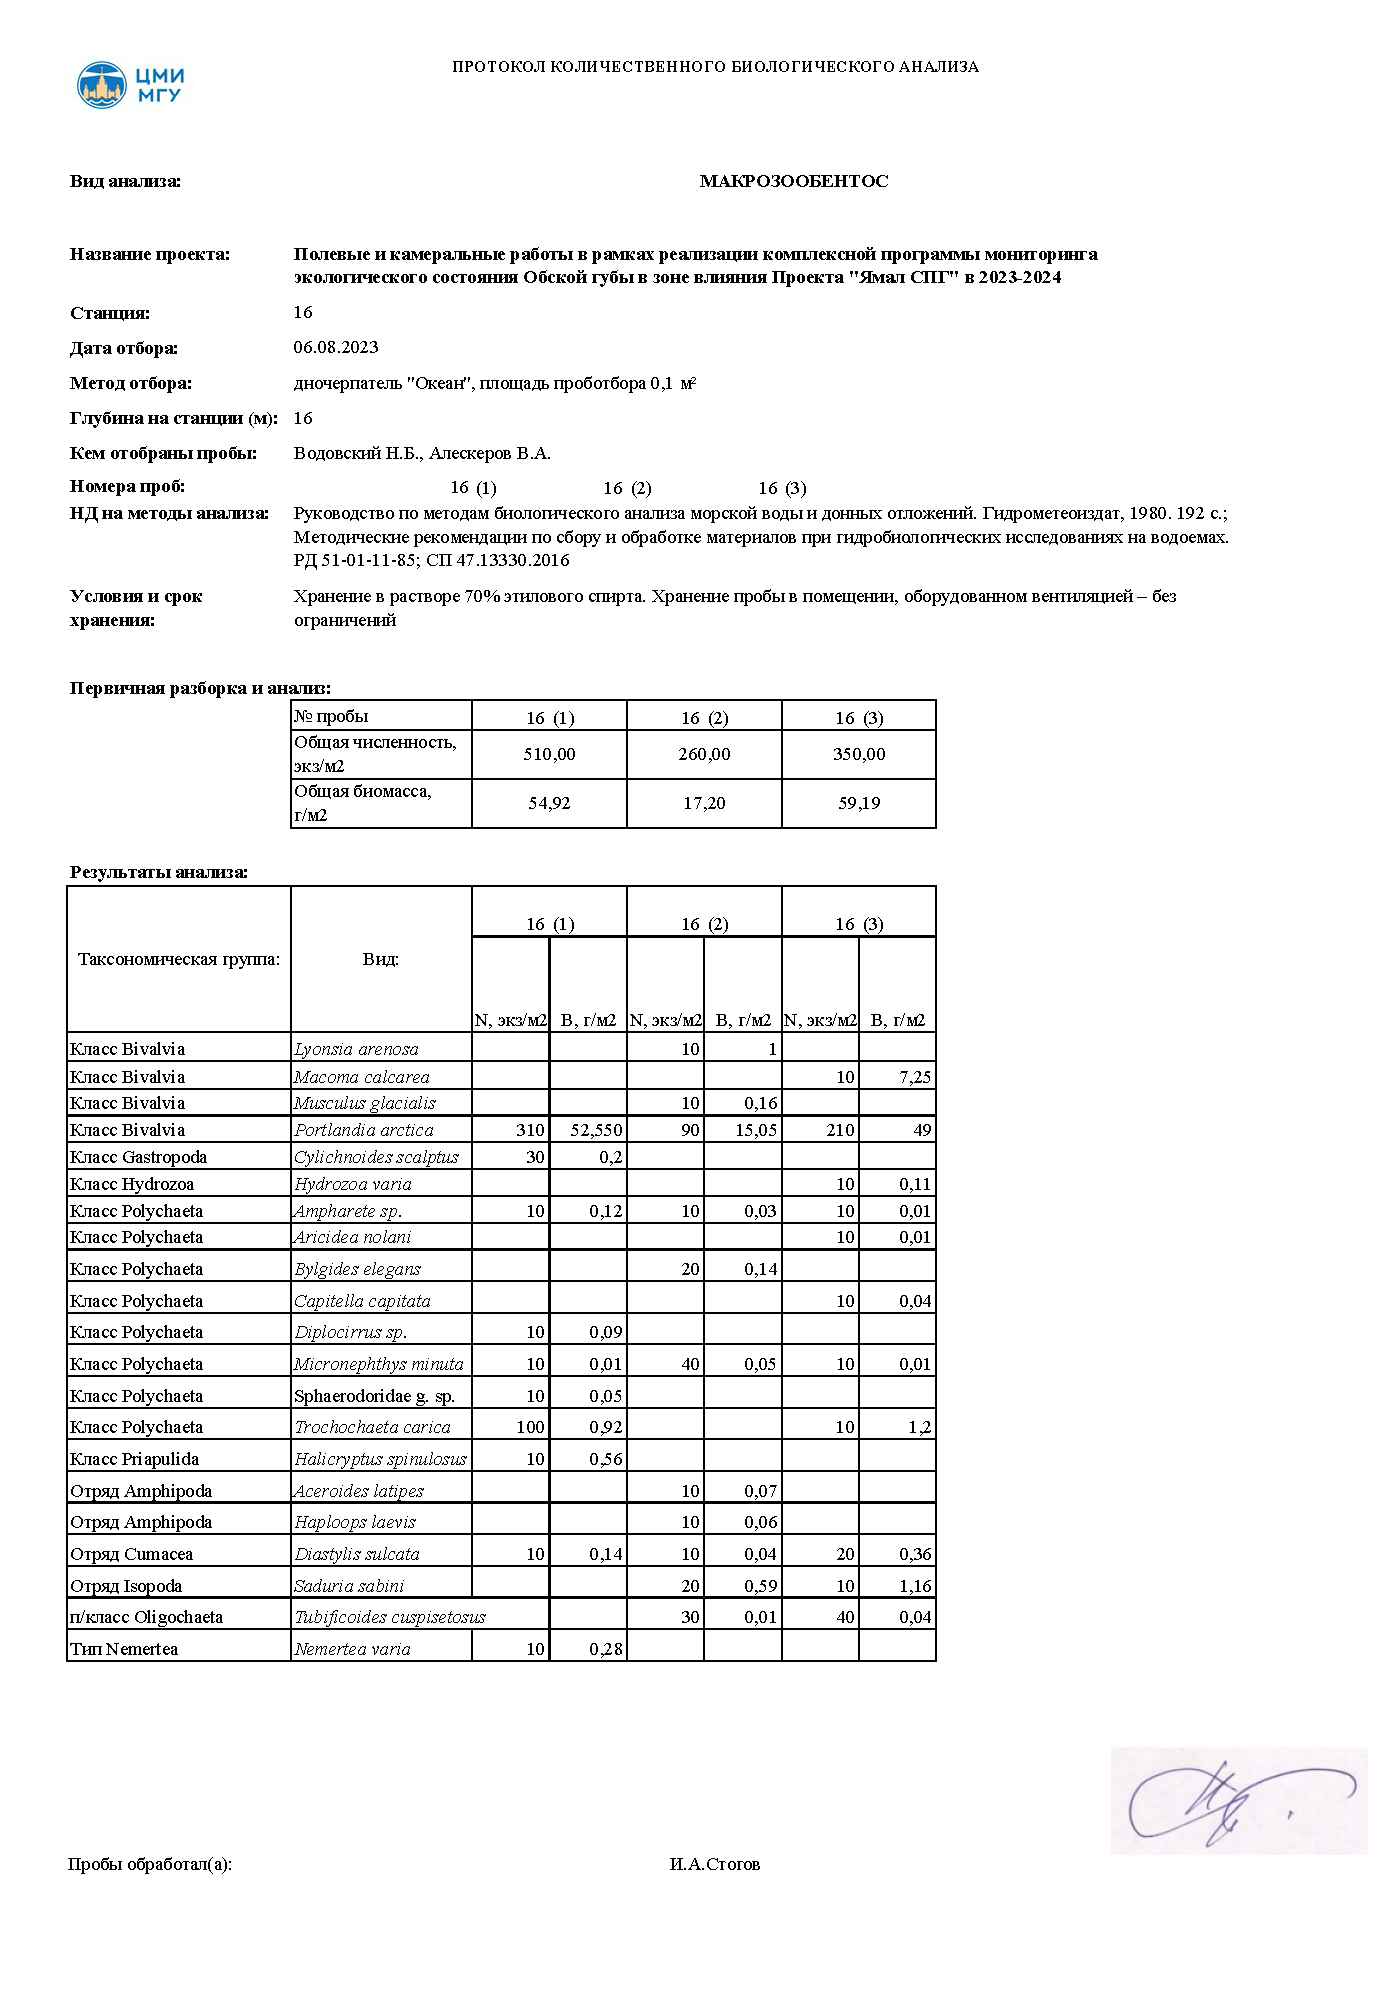 ЦМИ
МГУ
ПРОТОКОЛ КОЛИЧЕСТВЕННОГО БИОЛОГИЧЕСКОГО АНАЛИЗА
Вид анализа: МАКРОЗООБЕНТОС
Название проекта: Полевые и камеральные работы в рамках реализации комплексной программы мониторинга
экологического состояния Обской губы в зоне влияния Проекта "Ямал СПГ" в 2023-2024
Станция: 16
Дата отбора: 06.08.2023
Метод отбора: дночерпатель "Океан", площадь проботбора 0,1 м²
Глубина на станции (м): 16
Кем отобраны пробы: Водовский Н.Б., Алескеров В.А.
Номера проб: 16 (1) 16 (2) 16 (3)
НД на методы анализа: Руководство по методам биологического анализа морской воды и донных отложений. Гидрометеоиздат, 1980. 192 с.;
Методические рекомендации по сбору и обработке материалов при гидробиологических исследованиях на водоемах.
РД 51-01-11-85; СП 47.13330.2016
Условия и срок Хранение в растворе 70% этилового спирта. Хранение пробы в помещении, оборудованном вентиляцией – без
хранения: ограничений
Первичная разборка и анализ:
№ пробы 16 (1) 16 (2) 16 (3)
Общая численность,
экз/м2 510,00 260,00 350,00
Общая биомасса,
г/м2 54,92 17,20 59,19
Результаты анализа:
Таксономическая группа: Вид: 16 (1) 16 (2) 16 (3)
N, экз/м2 B, г/м2 N, экз/м2 B, г/м2 N, экз/м2 B, г/м2
Класс Bivalvia Lyonsia arenosa 10 1
Класс Bivalvia Macoma calcarea 10 7,25
Класс Bivalvia Musculus glacialis 10 0,16
Класс Bivalvia Portlandia arctica 310 52,550 90 15,05 210 49
Класс Gastropoda Cylichnoides scalptus 30 0,2
Класс Hydrozoa Hydrozoa varia 10 0,11
Класс Polychaeta Ampharete sp. 10 0,12 10 0,03 10 0,01
Класс Polychaeta Aricidea nolani 10 0,01
Класс Polychaeta Bylgides elegans 20 0,14
Класс Polychaeta Capitella capitata 10 0,04
Класс Polychaeta Diplocirrus sp. 10 0,09
Класс Polychaeta Micronephthys minuta 10 0,01 40 0,05 10 0,01
Класс Polychaeta Sphaerodoridae g. sp. 10 0,05
Класс Polychaeta Trochochaeta carica 100 0,92 10 1,2
Класс Priapulida Halicryptus spinulosus 10 0,56
Отряд Amphipoda Aceroides latipes 10 0,07
Отряд Amphipoda Haploops laevis 10 0,06
Отряд Cumacea Diastylis sulcata 10 0,14 10 0,04 20 0,36
Отряд Isopoda Saduria sabini 20 0,59 10 1,16
п/класс Oligochaeta Tubificoides cuspisetosus 30 0,01 40 0,04
Тип Nemertea Nemertea varia 10 0,28
Пробы обработал(а): И.А.Стогов